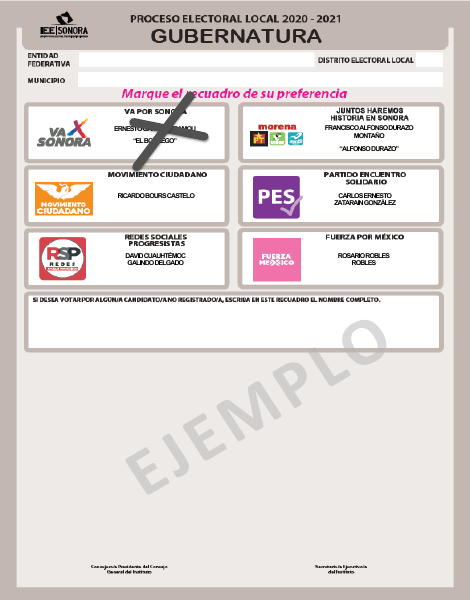 IEE SONORA
PROCESO ELECTORAL LOCAL 2020 - 2021
GUBERNATURA
ENTIDAD
FEDERATIVA
DISTRITO ELECTORAL LOCAL
MUNICIPIO
Marque el recuadro de su preferencia
VA POR SONORA
VA
SONORA
"EL BORREGO"
JUNTOS HAREMOS
HISTORIA EN SONORA
morena
FRANCISCO ALFONSO DURAZO
MONTAÑO
"ALFONSO DURAZO"
MOVIMIENTO CIUDADANO
MOVIMIENTO
CIUDADANO
RICARDO BOURS CASTELO
PARTIDO ENCUENTRO
SOLIDARIO
PES
CARLOS ERNESTO
ZATARAIN GONZÁLEZ
REDES SOCIALES
PROGRESISTAS
RSP
REDES
DAVID CUAUHTÉMOC
GALINDO DELGADO
FUERZA POR MÉXICO
FUERZA
MÉXICO
ROSARIO ROBLES
ROBLES
SI DESEA VOTAR POR ALGÚN/A CANDIDATO/A NO REGISTRADO/A, ESCRIBA EN ESTE RECUADRO EL NOMBRE COMPLETO.
EJEMPLO
Consejero/a Presidente del Consejo
General del Instituto
Secretario/a Ejecutivo/a
del Instituto